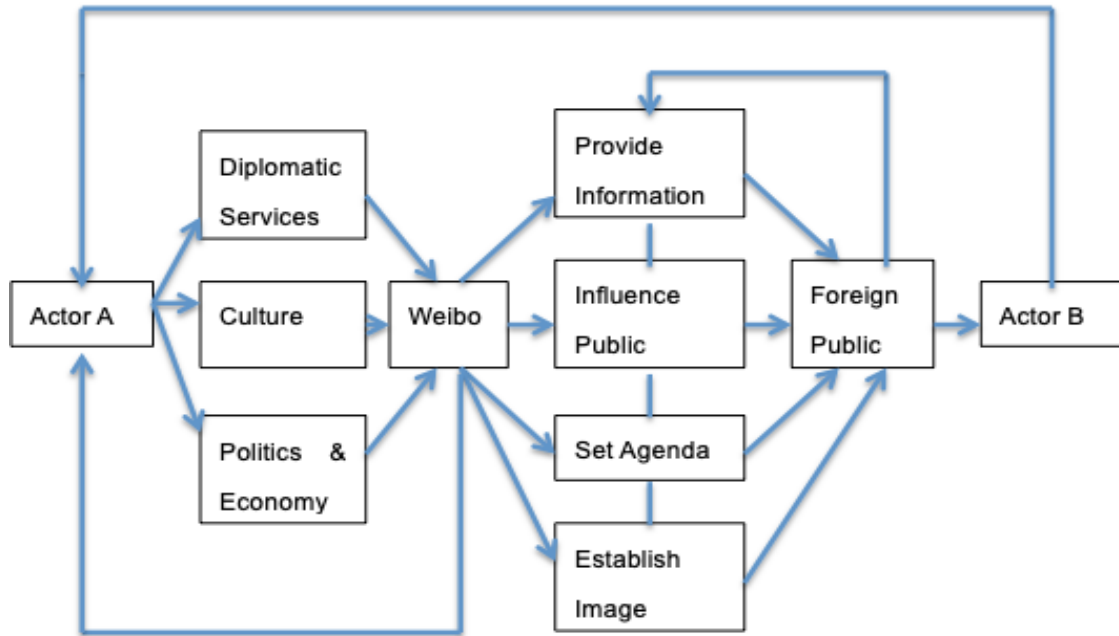 Provide
Information
Diplomatic
Services
Actor A
Culture
Weibo
Influence
Public
Foreign
Public
Actor B
Politics &
Economy
Set Agenda
Establish
Image